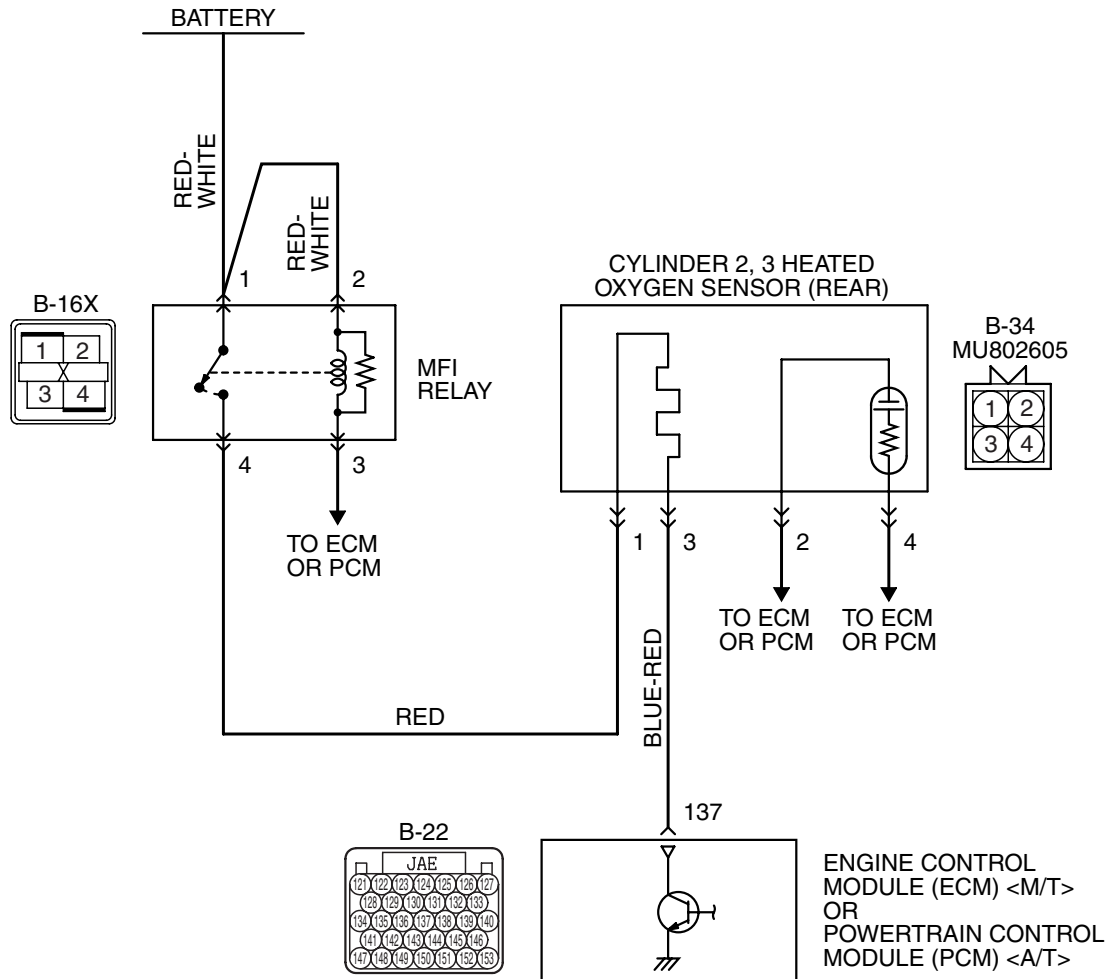 BATTERY
RED-
WHITE
RED-
WHITE
1
2
B-16X
1 2
X
3 4
MFI
RELAY
4
3
TO ECM
OR PCM
CYLINDER 2, 3 HEATED
OXYGEN SENSOR (REAR)
B-34
MU802605
1 2
3 4
1
3
2
4
TO ECM
OR PCM
TO ECM
OR PCM
RED
BLUE-RED
137
B-22
JAE
121 122 123 124 125 126 127
128 129 130 131 132 133
134 135 136 137 138 139 140
141 142 143 144 145 146
147 148 149 150 151 152 153
ENGINE CONTROL
MODULE (ECM) <M/T>
OR
POWERTRAIN CONTROL
MODULE (PCM) <A/T>